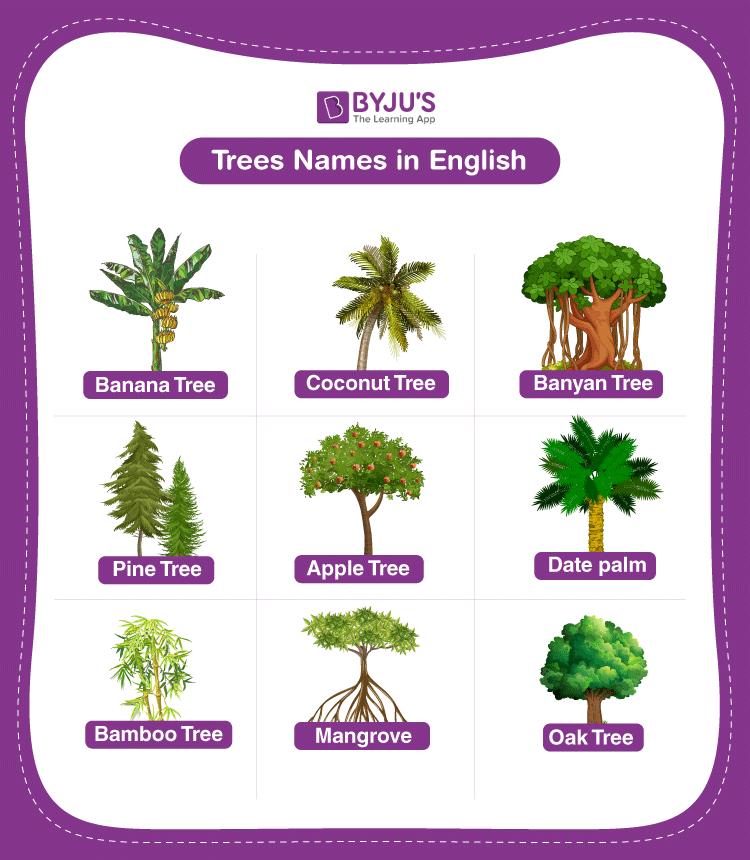 BYJU'S
The Learning App
Trees Names in English
Banana Tree
Coconut Tree
Banyan Tree
Pine Tree
Apple Tree
Date palm
Bamboo Tree
Mangrove
Oak Tree